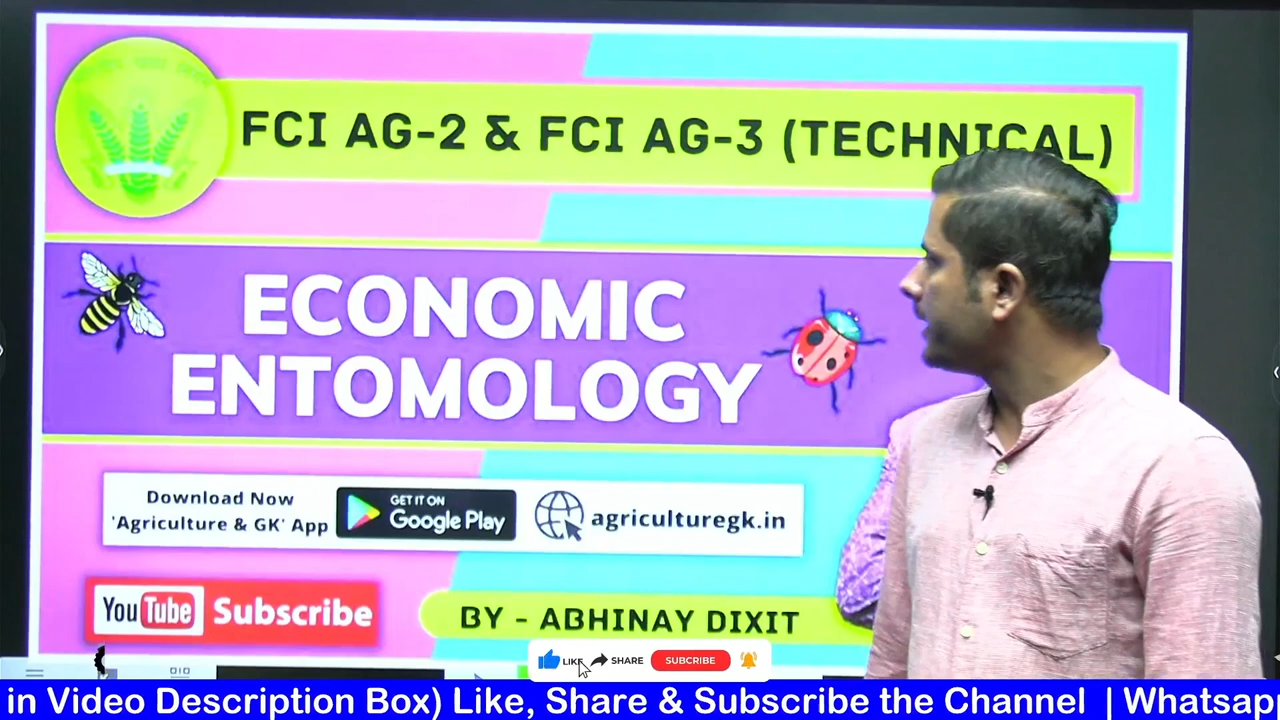 FCI AG-2 & FCI AG-3 (TECHNICAL)
ECONOMIC
ENTOMOLOGY
Download Now
'Agriculture & GK' App
GET IT ON
Google Play
agriculturegk.in
YouTube Subscribe
BY - ABHINAY DIXIT
LIKE SHARE SUBSCRIBE
in Video Description Box) Like, Share & Subscribe the Channel | Whatsap